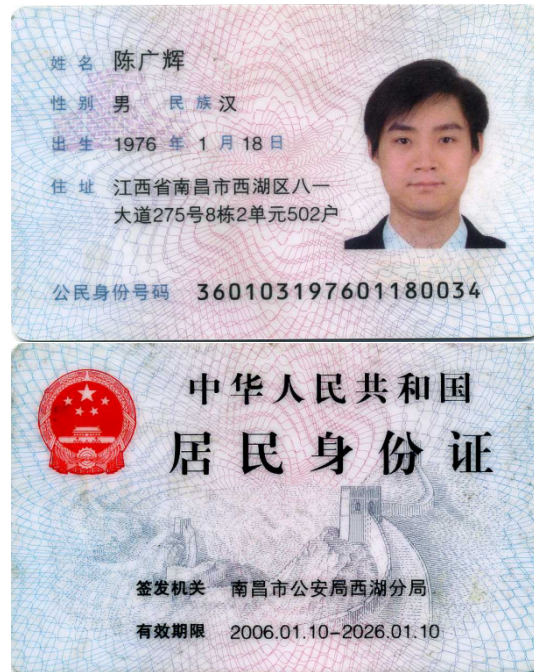 姓名 陈广辉
性别 男 民族 汉
出生 1976 年 1 月 18 日
住址 江西省南昌市西湖区八一
大道275号8栋2单元502户
公民身份号码 360103197601180034
中华人民共和国
居民身份证
签发机关 南昌市公安局西湖分局
有效期限 2006.01.10-2026.01.10